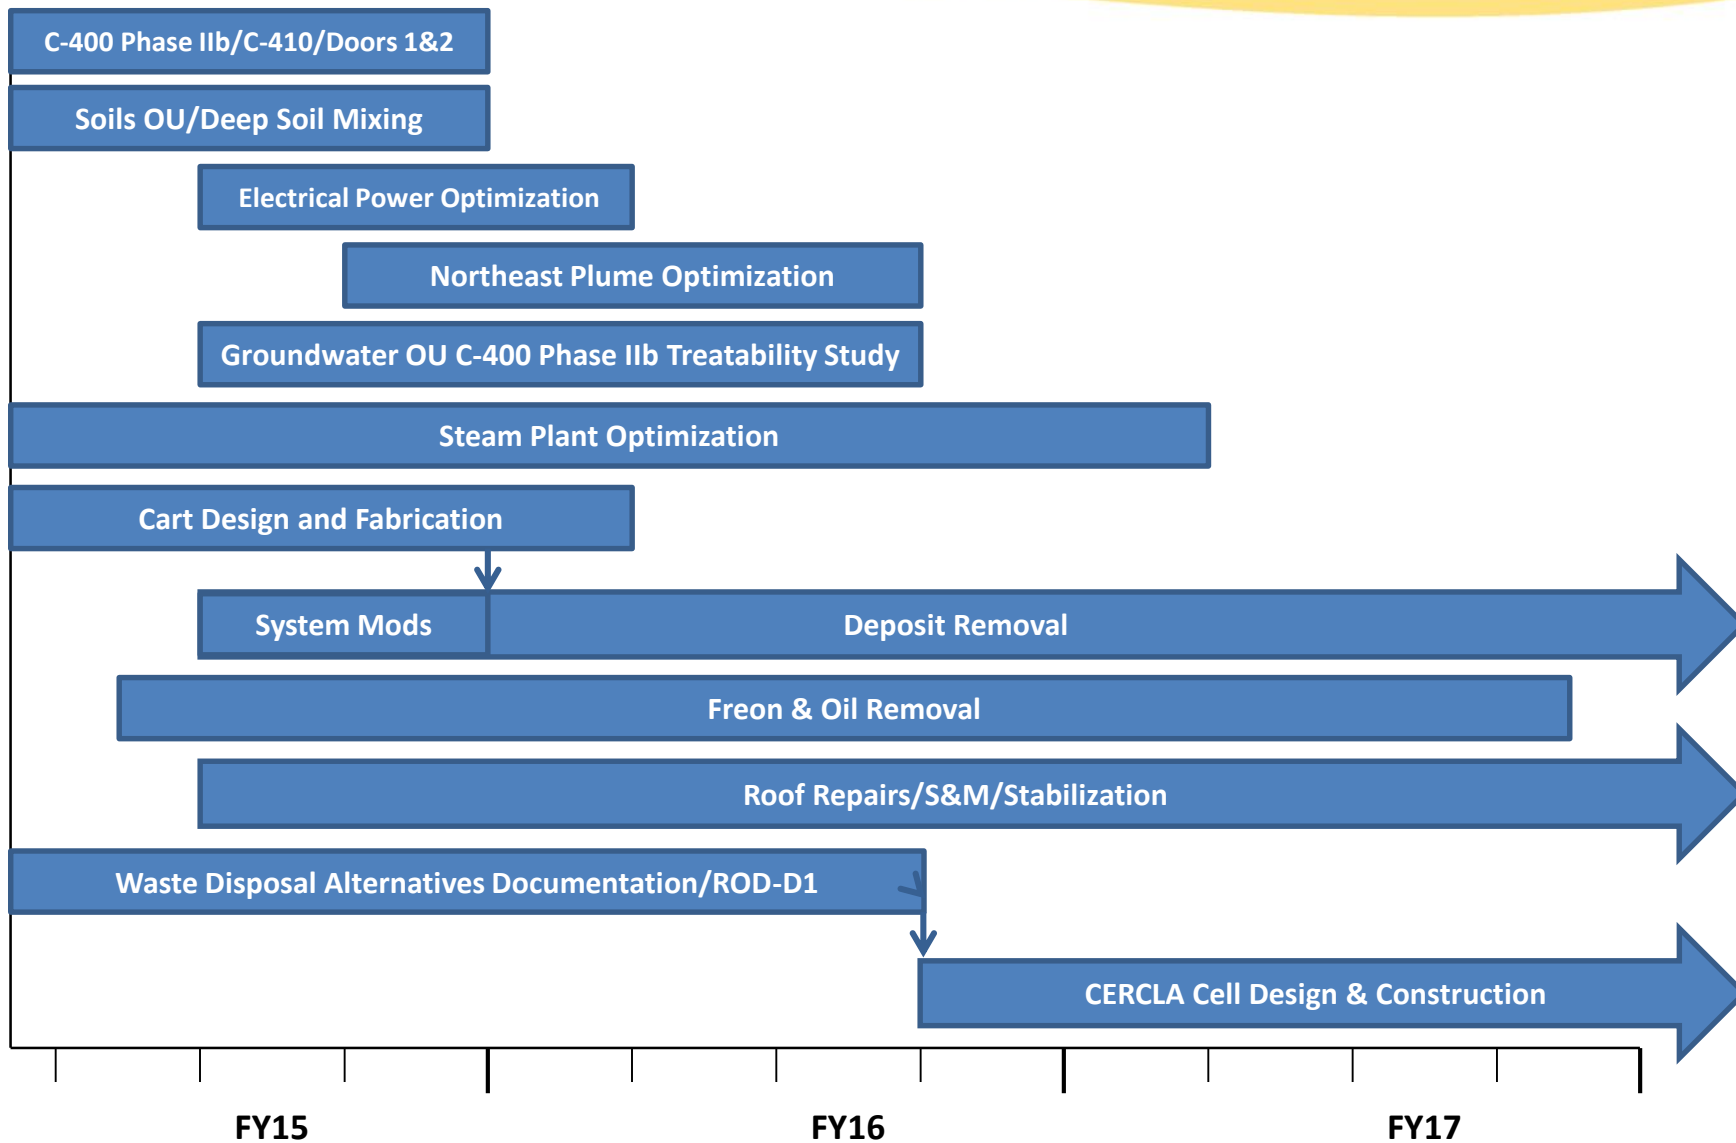 C-400 Phase IIb/C-410/Doors 1&2
Soils OU/Deep Soil Mixing
Electrical Power Optimization
Northeast Plume Optimization
Groundwater OU C-400 Phase IIb Treatability Study
Steam Plant Optimization
Cart Design and Fabrication
System Mods
Deposit Removal
Freon & Oil Removal
Roof Repairs/S&M/Stabilization
Waste Disposal Alternatives Documentation/ROD-D1
CERCLA Cell Design & Construction
FY15
FY16
FY17